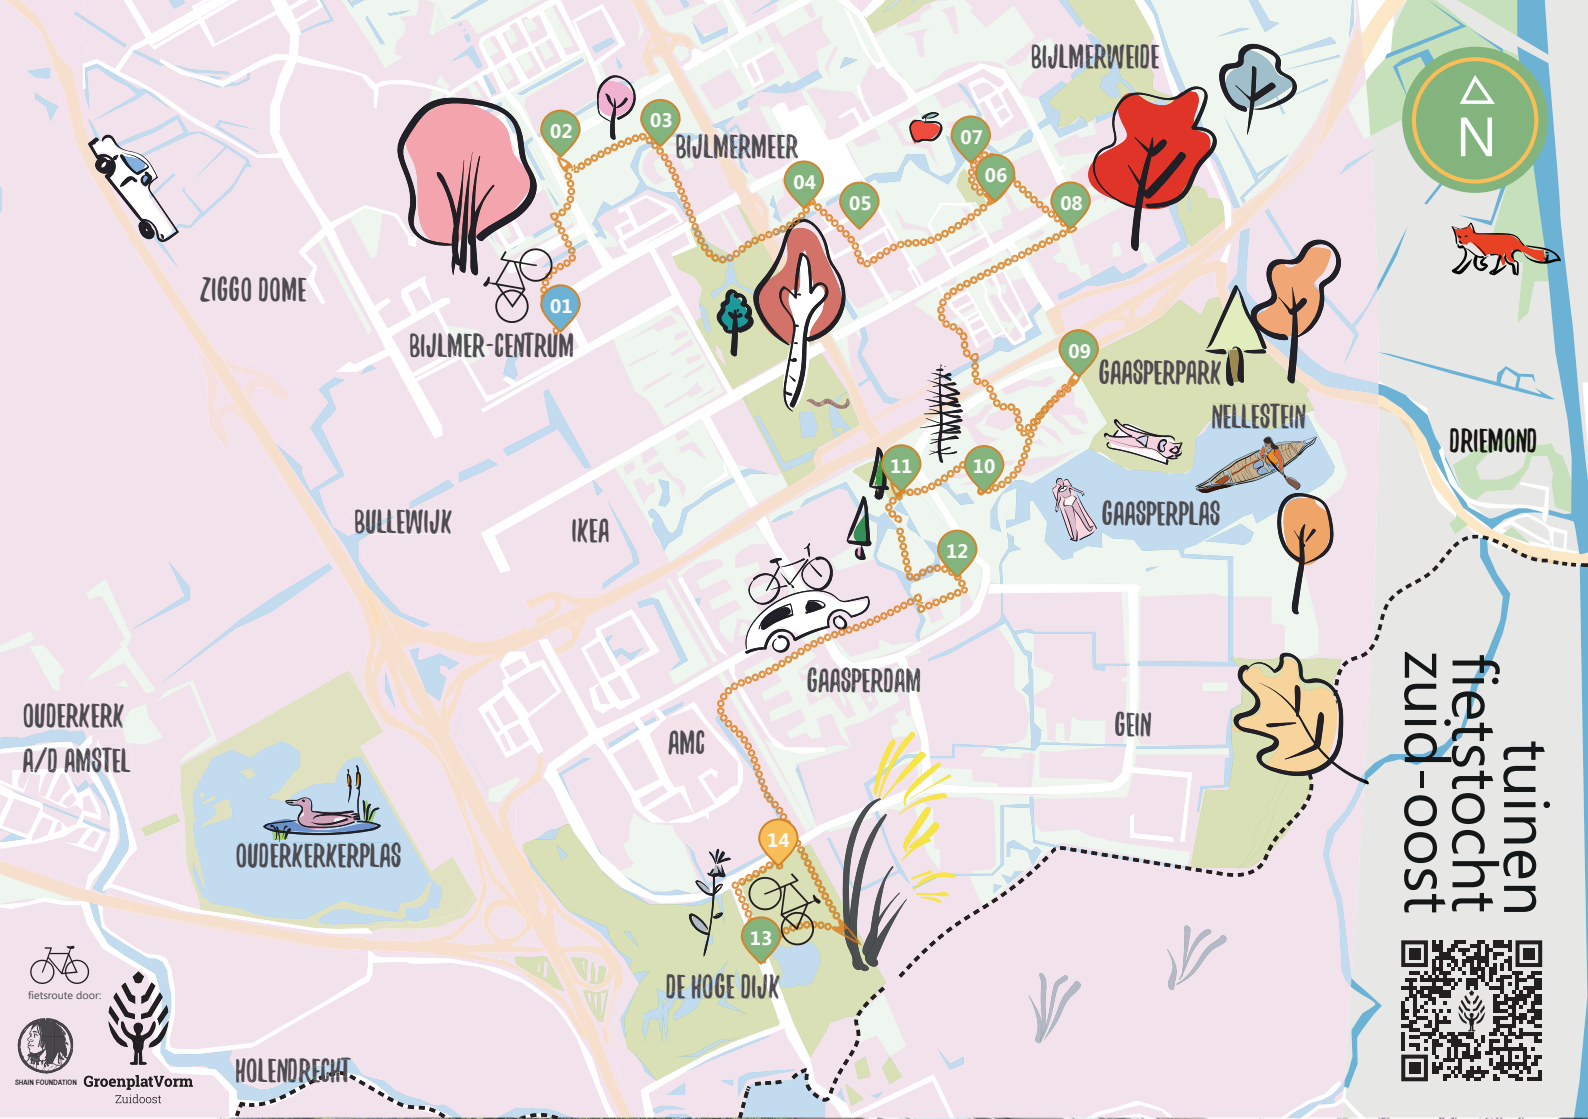 BIJLMERWEIDE
N
02
03
BIJLMERMEER
07
04
06
05
08
ZIGGO DOME
01
BIJLMER-CENTRUM
09
GAASPERPARK
NELLESTEIN
DRIEMOND
11
10
BULLEWIJK
IKEA
GAASPERPLAS
12
GAASPERDAM
OUDERKERK
A/D AMSTEL
AMC
GEIN
tuinen
fietstocht
zuid-oost
14
OUDERKERKERPLAS
13
DE HOGE DIJK
fietsroute door:
SHAIN FOUNDATION
GroenplatVorm
Zuidoost
HOLENDRECHT